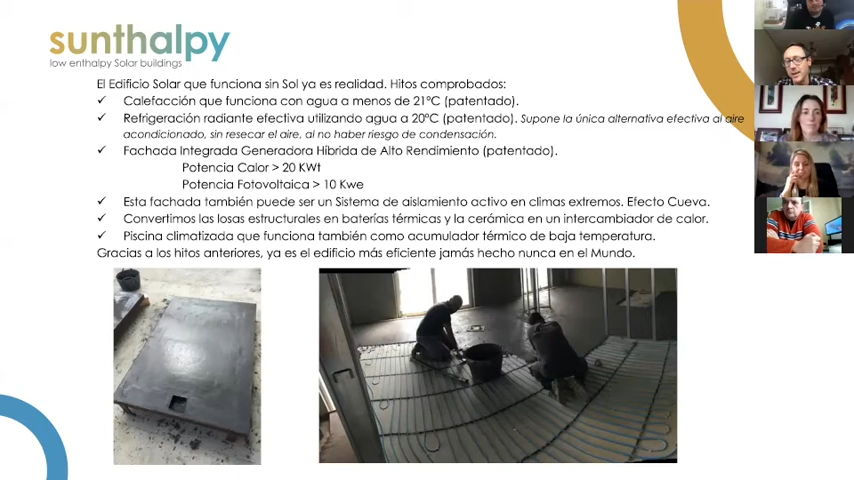 sunthalpy
low enthalpy Solar buildings
El Edificio Solar que funciona sin Sol ya es realidad. Hitos comprobados:
✓ Calefacción que funciona con agua a menos de 21ºC (patentado).
✓ Refrigeración radiante efectiva utilizando agua a 20ºC (patentado). Supone la única alternativa efectiva al aire
acondicionado, sin resecar el aire, al no haber riesgo de condensación.
✓ Fachada Integrada Generadora Híbrida de Alto Rendimiento (patentado).
Potencia Calor > 20 KWt
Potencia Fotovoltaica > 10 Kwe
✓ Esta fachada también puede ser un Sistema de aislamiento activo en climas extremos. Efecto Cueva.
✓ Convertimos las losas estructurales en baterías térmicas y la cerámica en un intercambiador de calor.
✓ Piscina climatizada que funciona también como acumulador térmico de baja temperatura.
Gracias a los hitos anteriores, ya es el edificio más eficiente jamás hecho nunca en el Mundo.